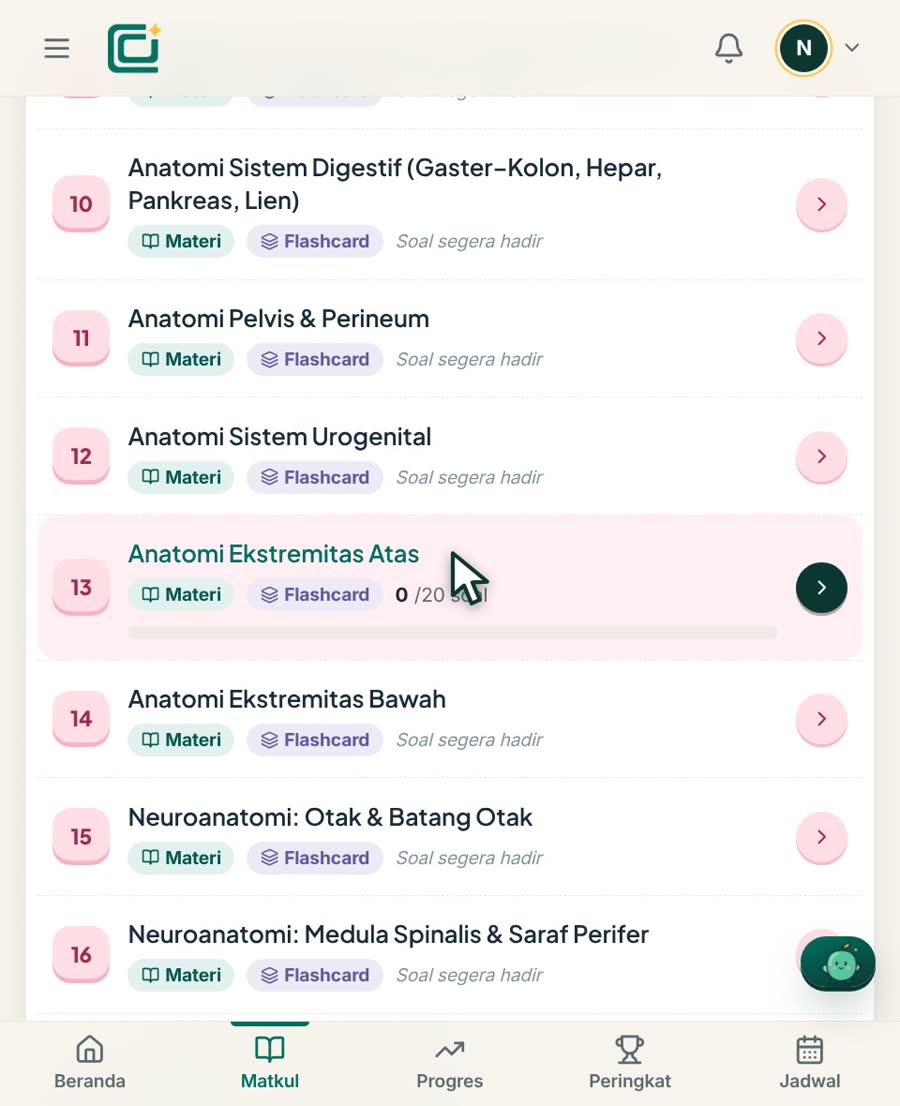 N
10
Anatomi Sistem Digestif (Gaster–Kolon, Hepar,
Pankreas, Lien)
Materi Flashcard Soal segera hadir
11
Anatomi Pelvis & Perineum
Materi Flashcard Soal segera hadir
12
Anatomi Sistem Urogenital
Materi Flashcard Soal segera hadir
13
Anatomi Ekstremitas Atas
Materi Flashcard 0 /20 soal
14
Anatomi Ekstremitas Bawah
Materi Flashcard Soal segera hadir
15
Neuroanatomi: Otak & Batang Otak
Materi Flashcard Soal segera hadir
16
Neuroanatomi: Medula Spinalis & Saraf Perifer
Materi Flashcard Soal segera hadir
Beranda Matkul Progres Peringkat Jadwal